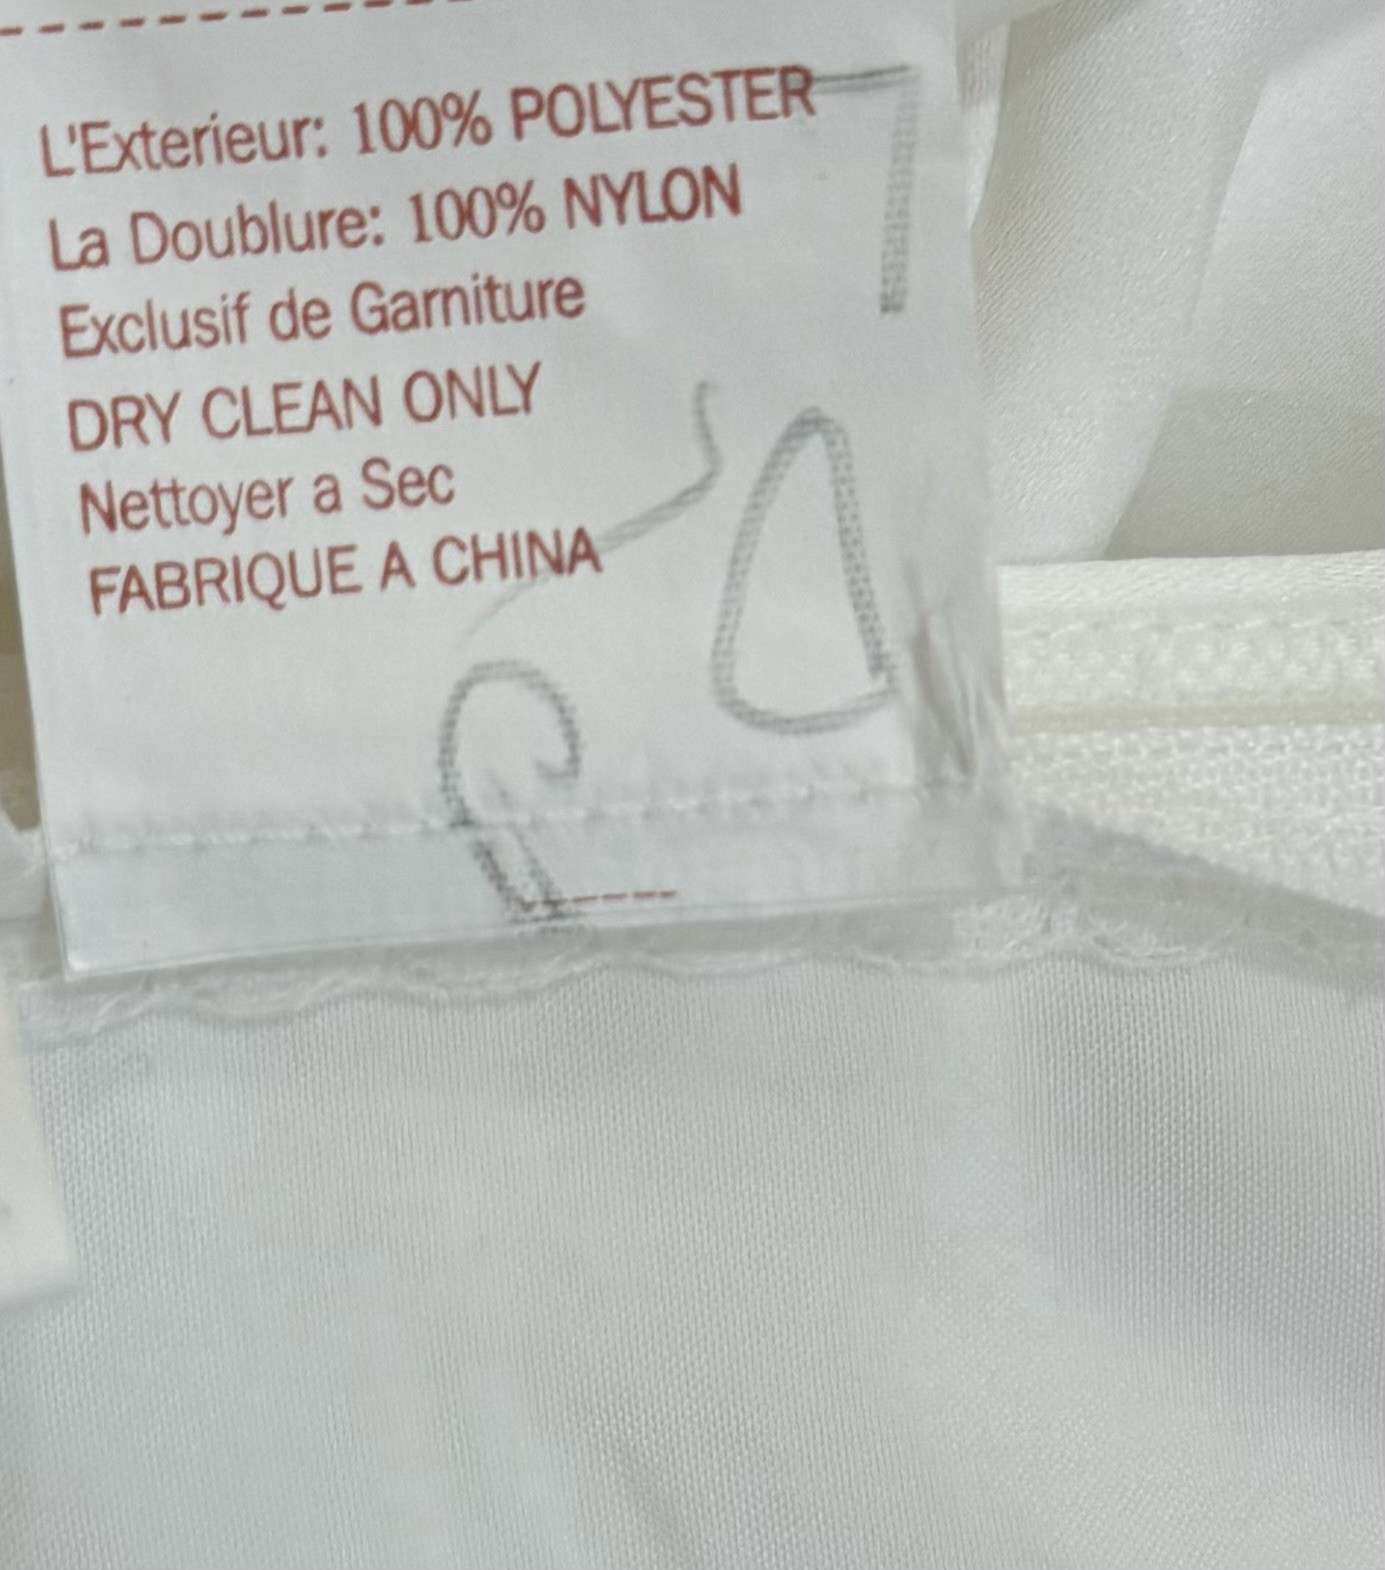 L'Exterieur: 100% POLYESTER
La Doublure: 100% NYLON
Exclusif de Garniture
DRY CLEAN ONLY
Nettoyer a Sec
FABRIQUE A CHINA